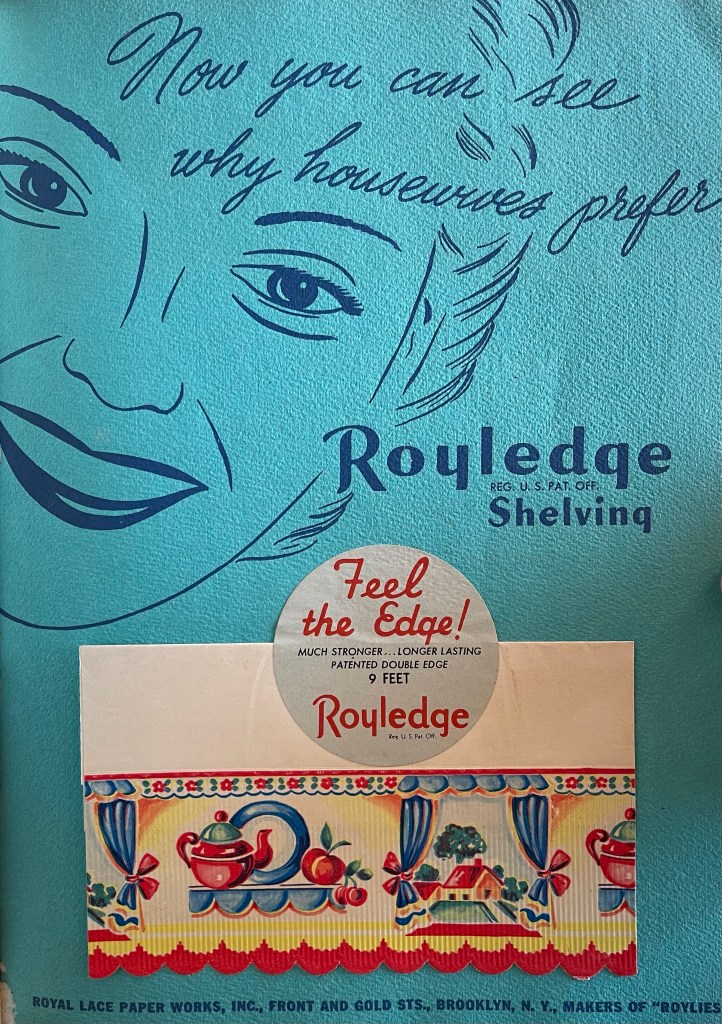 Now you can see
why housewives prefer
Royledge
REG. U. S. PAT. OFF.
Shelving
Feel
the Edge!
MUCH STRONGER... LONGER LASTING
PATENTED DOUBLE EDGE
9 FEET
Royledge
Reg. U. S. Pat. Off.
ROYAL LACE PAPER WORKS, INC., FRONT AND GOLD STS., BROOKLYN, N. Y., MAKERS OF "ROYLIES